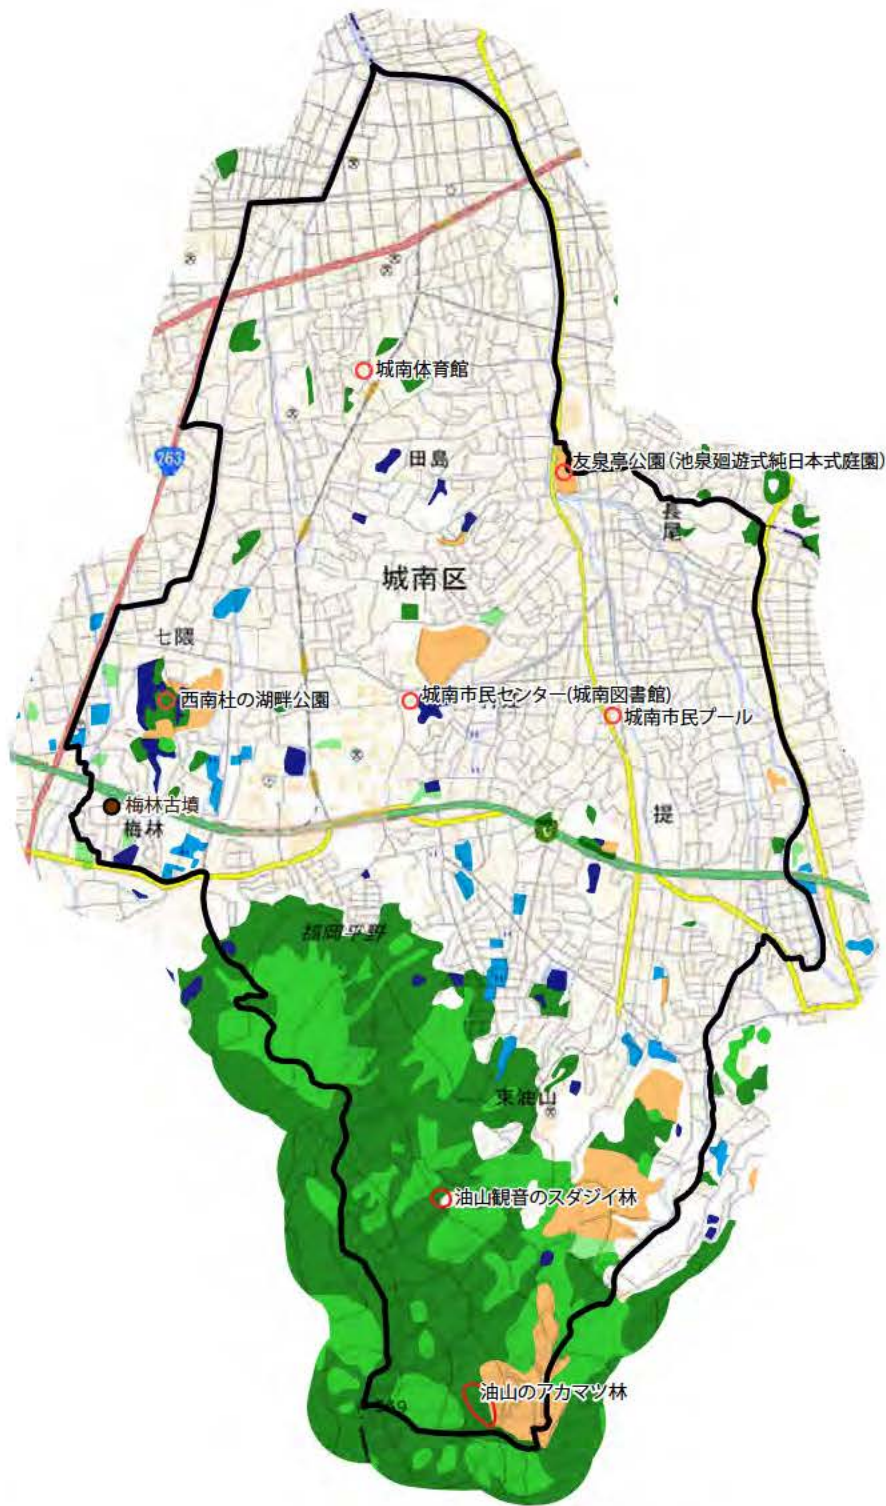 城南体育館
田島
263
友泉亭公園(池泉廻遊式純日本式庭園)
長尾
城南区
七隈
西南杜の湖畔公園
城南市民センター(城南図書館)
城南市民プール
梅林古墳
梅林
堤
福岡平野
東油山
油山観音のスダジイ林
油山のアカマツ林